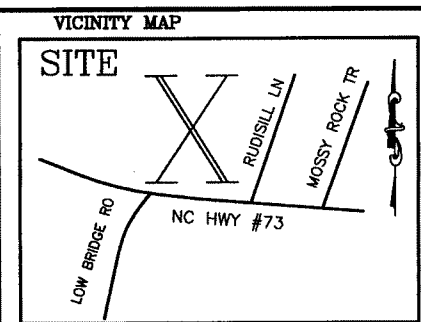 VICINITY MAP
SITE
X
RUDISILL LN
MOSSY ROCK TR
NC HWY #73
LOW BRIDGE RD